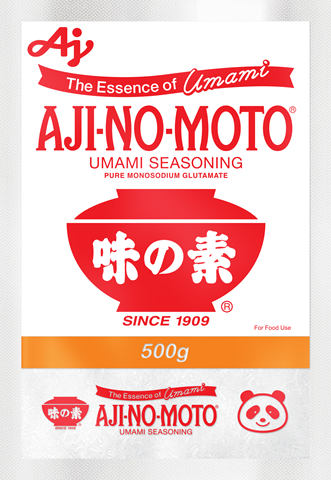 Aj
The Essence of Umami
AJI-NO-MOTO®
UMAMI SEASONING
PURE MONOSODIUM GLUTAMATE
味の素
®
SINCE 1909
For Food Use
500g
The Essence of Umami
味の素
SINCE 1909
AJI-NO-MOTO®
UMAMI SEASONING